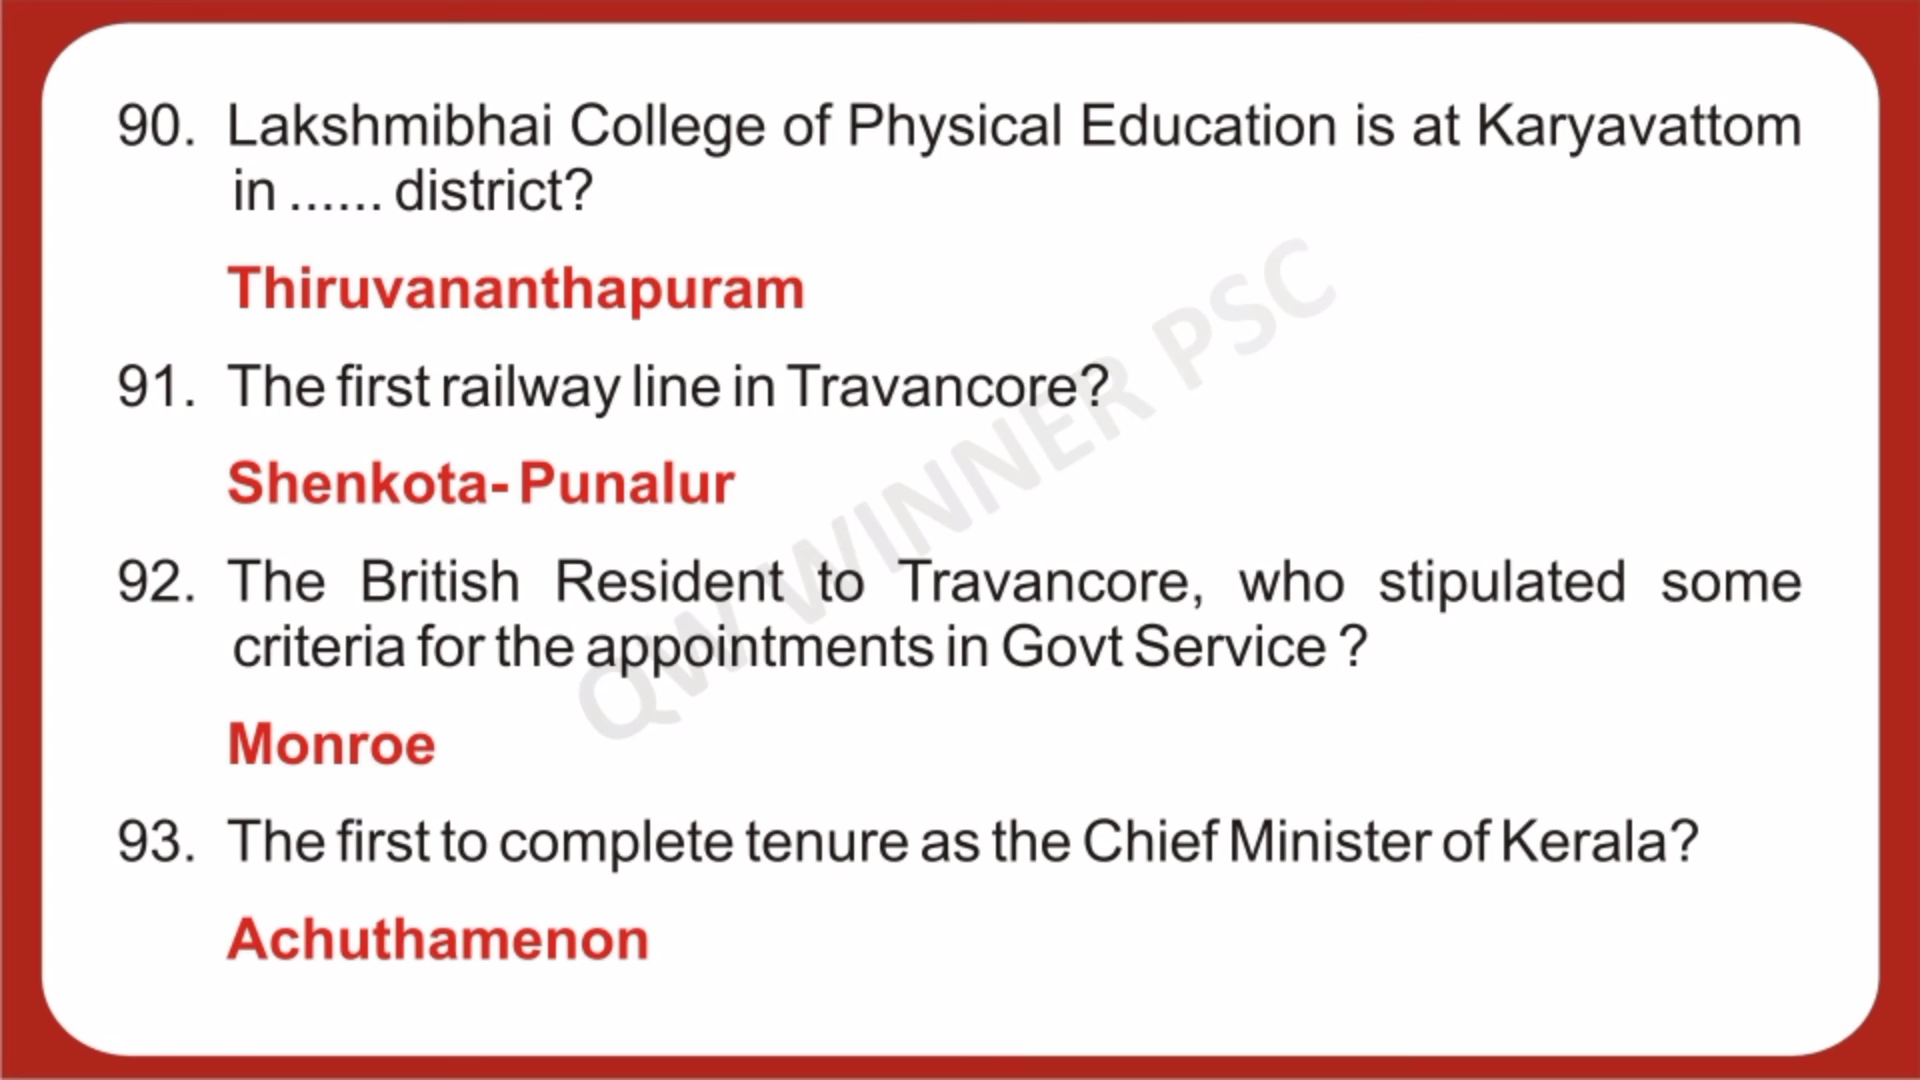 90. Lakshmibhai College of Physical Education is at Karyavattom
in ...... district?
Thiruvananthapuram
91. The first railway line in Travancore?
Shenkota- Punalur
92. The British Resident to Travancore, who stipulated some
criteria for the appointments in Govt Service ?
Monroe
93. The first to complete tenure as the Chief Minister of Kerala?
Achuthamenon
QW WINNER PSC